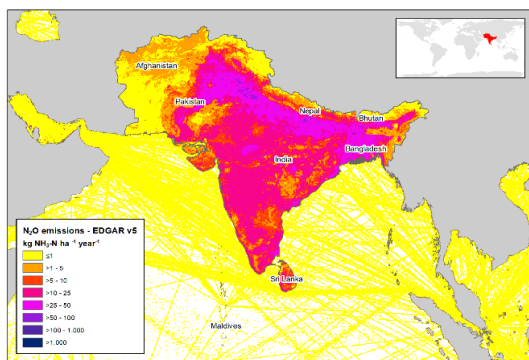 Afghanistan
Pakistan
Nepal
Bhutan
Bangladesh
India
Sri Lanka
Maldives
N₂O emissions - EDGAR v5
kg NH₃-N ha ⁻¹ year⁻¹
≤1
>1 - 5
>5 - 10
>10 - 25
>25 - 50
>50 - 100
>100 - 1.000
>1.000